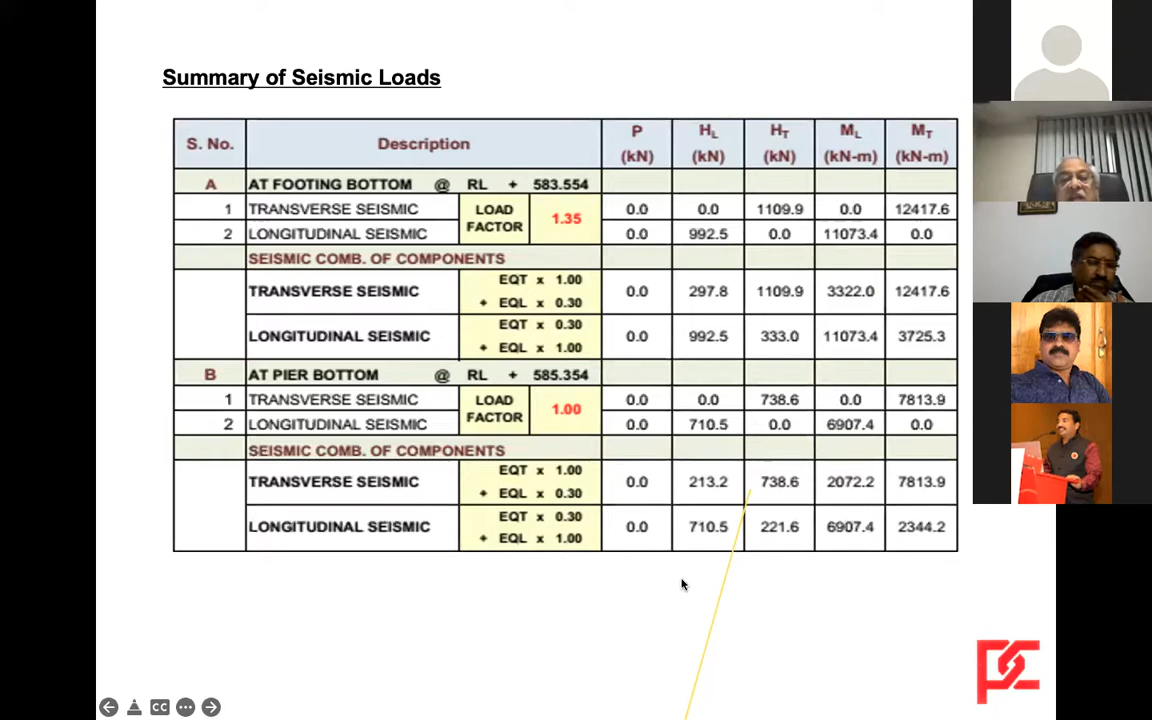 Summary of Seismic Loads
S. No. Description P (kN) HL (kN) HT (kN) ML (kN-m) MT (kN-m)
A AT FOOTING BOTTOM @ RL + 583.554
1 TRANSVERSE SEISMIC LOAD FACTOR 1.35 0.0 0.0 1109.9 0.0 12417.6
2 LONGITUDINAL SEISMIC 0.0 992.5 0.0 11073.4 0.0
SEISMIC COMB. OF COMPONENTS
TRANSVERSE SEISMIC EQT x 1.00 + EQL x 0.30 0.0 297.8 1109.9 3322.0 12417.6
LONGITUDINAL SEISMIC EQT x 0.30 + EQL x 1.00 0.0 992.5 333.0 11073.4 3725.3
B AT PIER BOTTOM @ RL + 585.354
1 TRANSVERSE SEISMIC LOAD FACTOR 1.00 0.0 0.0 738.6 0.0 7813.9
2 LONGITUDINAL SEISMIC 0.0 710.5 0.0 6907.4 0.0
SEISMIC COMB. OF COMPONENTS
TRANSVERSE SEISMIC EQT x 1.00 + EQL x 0.30 0.0 213.2 738.6 2072.2 7813.9
LONGITUDINAL SEISMIC EQT x 0.30 + EQL x 1.00 0.0 710.5 221.6 6907.4 2344.2
CC